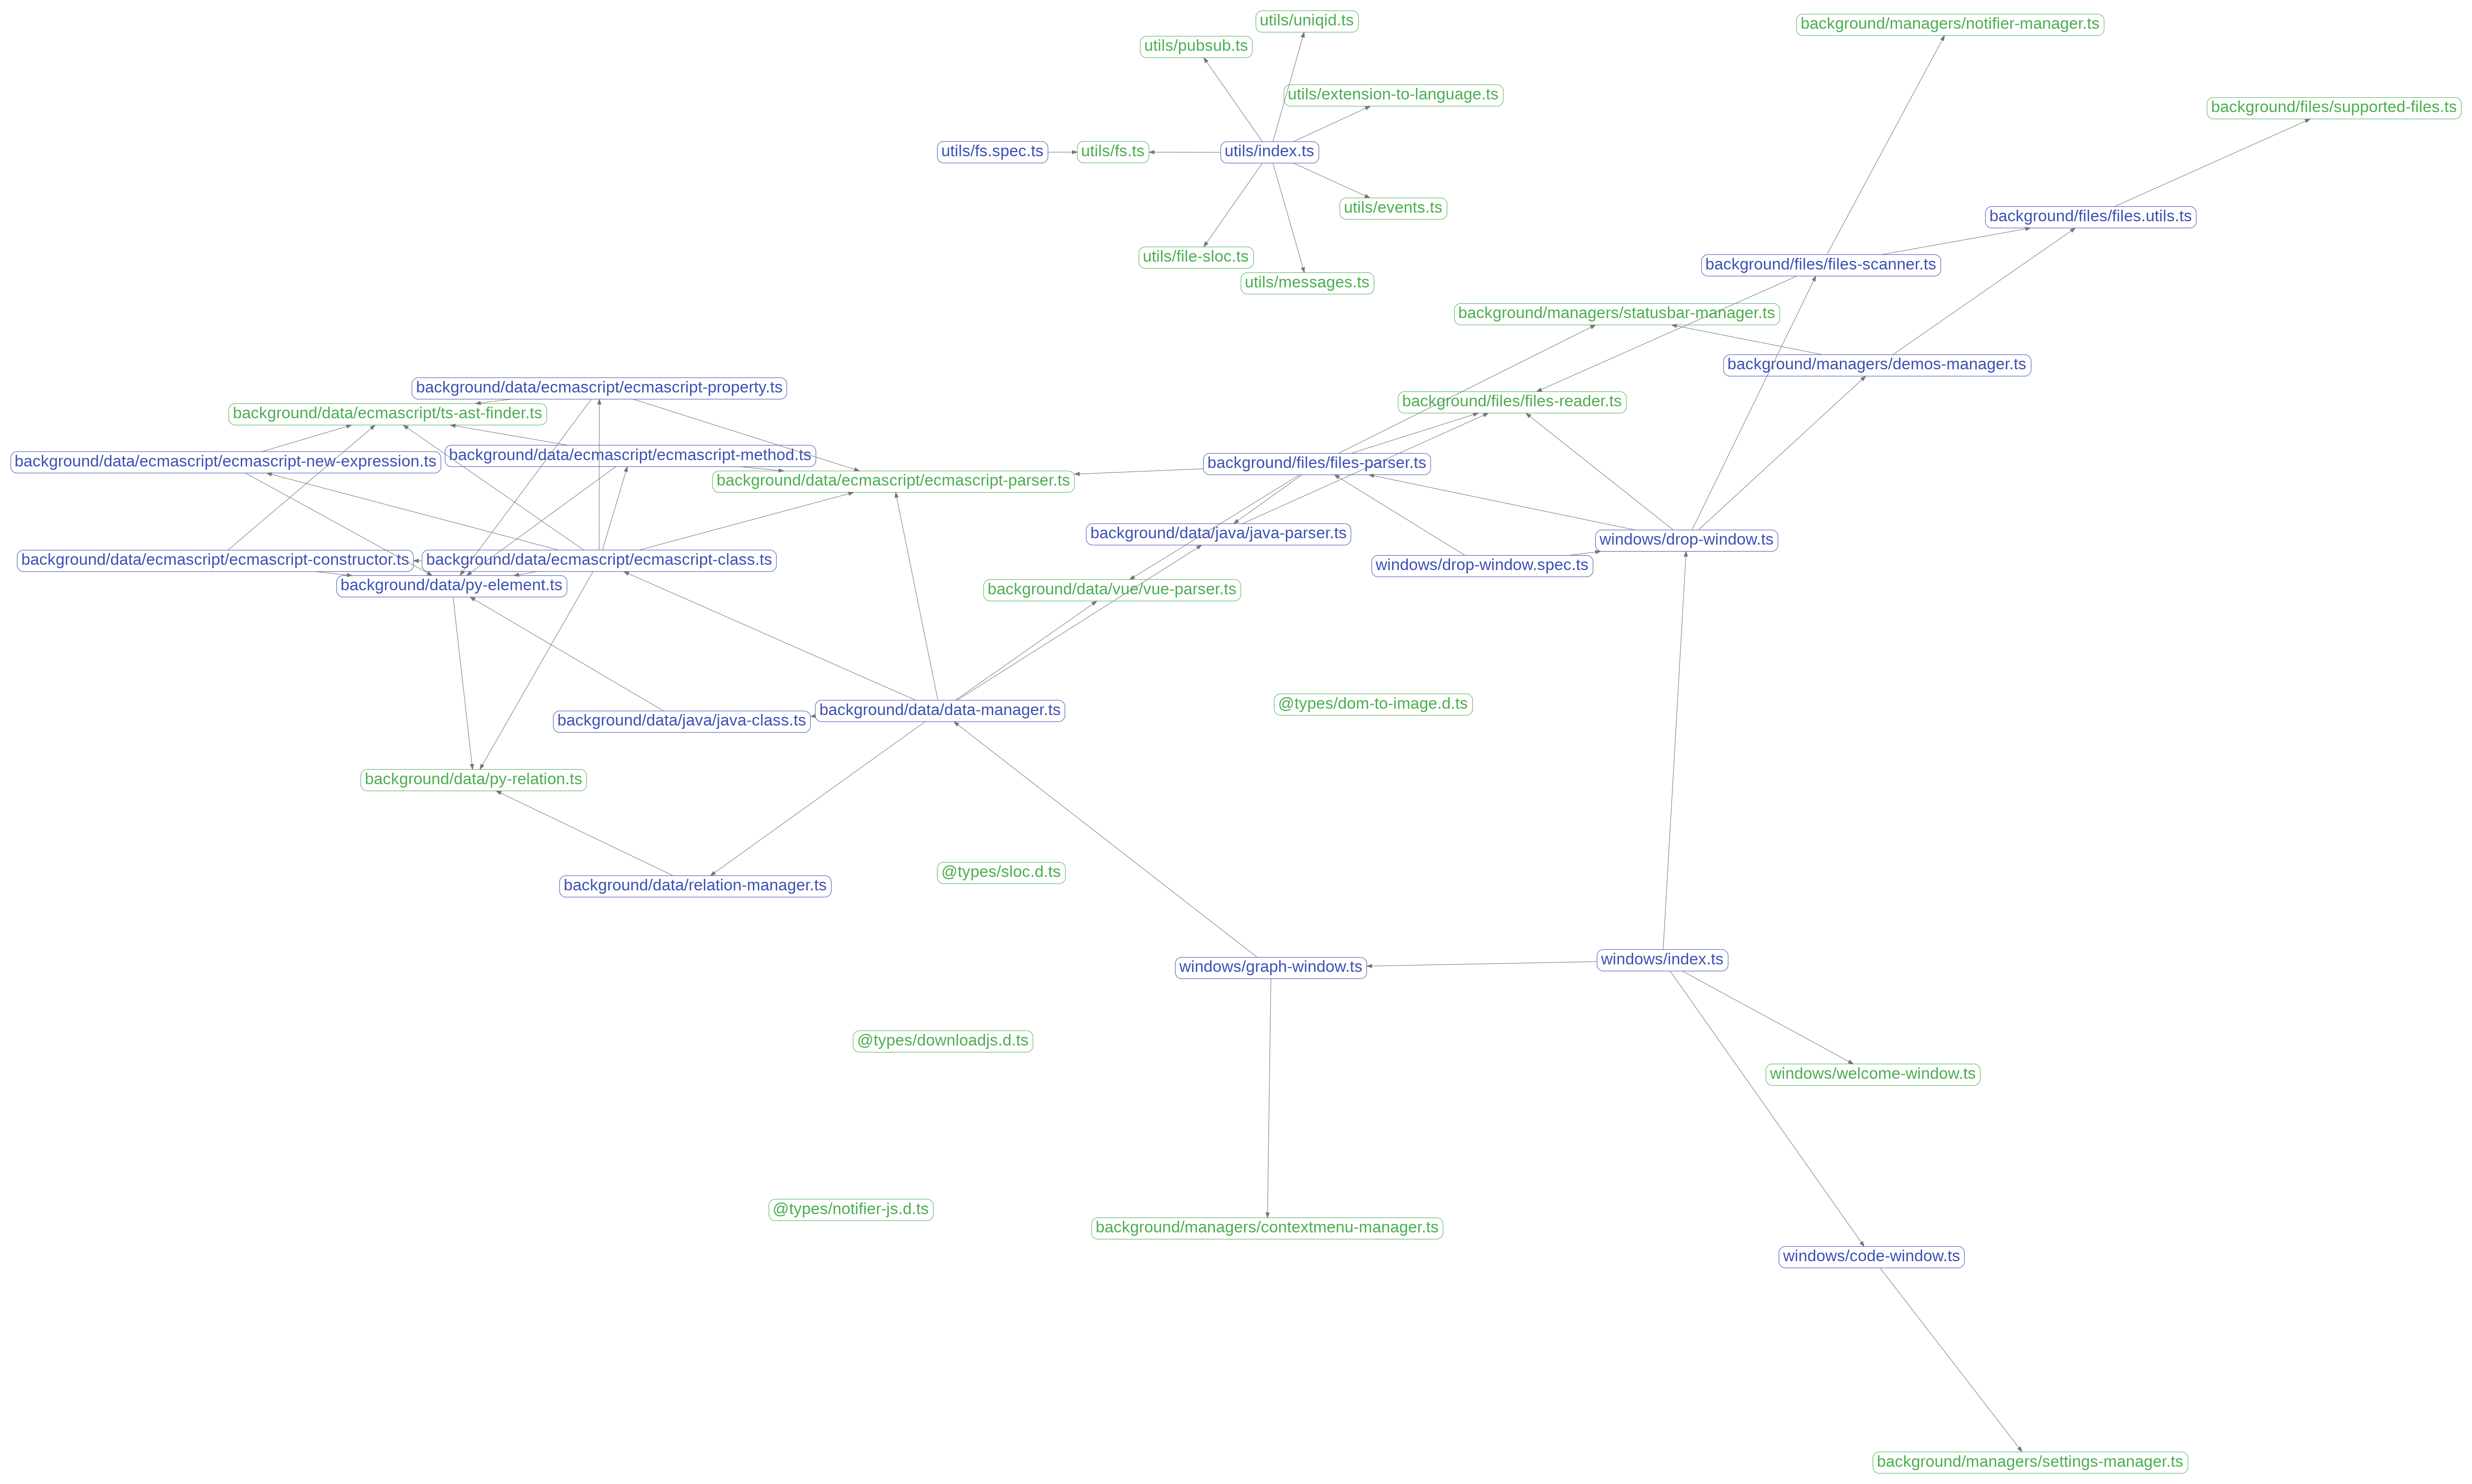 utils/uniqid.ts
background/managers/notifier-manager.ts
utils/pubsub.ts
utils/extension-to-language.ts
background/files/supported-files.ts
utils/fs.spec.ts
utils/fs.ts
utils/index.ts
utils/events.ts
background/files/files.utils.ts
utils/file-sloc.ts
background/files/files-scanner.ts
utils/messages.ts
background/managers/statusbar-manager.ts
background/managers/demos-manager.ts
background/data/ecmascript/ecmascript-property.ts
background/files/files-reader.ts
background/data/ecmascript/ts-ast-finder.ts
background/data/ecmascript/ecmascript-method.ts
background/data/ecmascript/ecmascript-new-expression.ts
background/files/files-parser.ts
background/data/ecmascript/ecmascript-parser.ts
background/data/java/java-parser.ts
windows/drop-window.ts
background/data/ecmascript/ecmascript-constructor.ts
background/data/ecmascript/ecmascript-class.ts
windows/drop-window.spec.ts
background/data/py-element.ts
background/data/vue/vue-parser.ts
@types/dom-to-image.d.ts
background/data/data-manager.ts
background/data/java/java-class.ts
background/data/py-relation.ts
@types/sloc.d.ts
background/data/relation-manager.ts
windows/index.ts
windows/graph-window.ts
@types/downloadjs.d.ts
windows/welcome-window.ts
@types/notifier-js.d.ts
background/managers/contextmenu-manager.ts
windows/code-window.ts
background/managers/settings-manager.ts